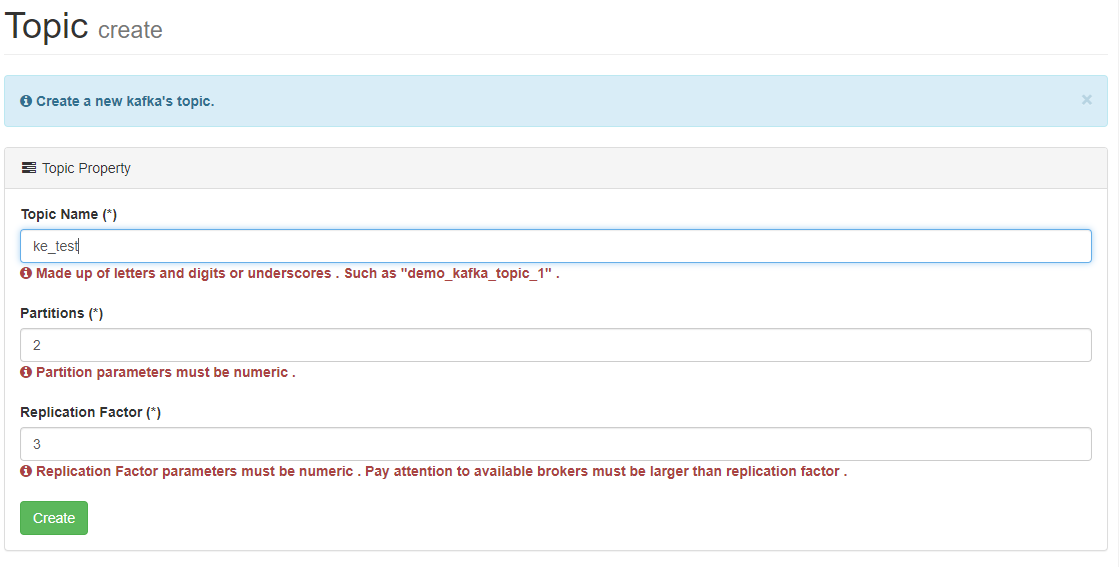 Topic create
Create a new kafka's topic.
×
Topic Property
Topic Name (*)
ke_test
Made up of letters and digits or underscores . Such as "demo_kafka_topic_1" .
Partitions (*)
2
Partition parameters must be numeric .
Replication Factor (*)
3
Replication Factor parameters must be numeric . Pay attention to available brokers must be larger than replication factor .
Create